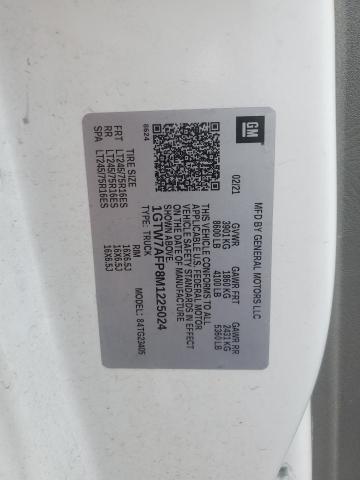 GM
MFD BY GENERAL MOTORS LLC
02/21
GVWR
GAWR FRT
GAWR RR
3901 KG
1860 KG
2431 KG
8600 LB
4100 LB
5360 LB
THIS VEHICLE CONFORMS TO ALL
APPLICABLE U.S. FEDERAL MOTOR
VEHICLE SAFETY STANDARDS IN EFFECT
ON THE DATE OF MANUFACTURE
SHOWN ABOVE.
1GTW7AFP8M1225024
TYPE: TRUCK
8624
84TG23405
TIRE SIZE
RIM
FRT LT245/75R16ES 16X6.5J
RR LT245/75R16ES 16X6.5J
SPA LT245/75R16ES 16X6.5J